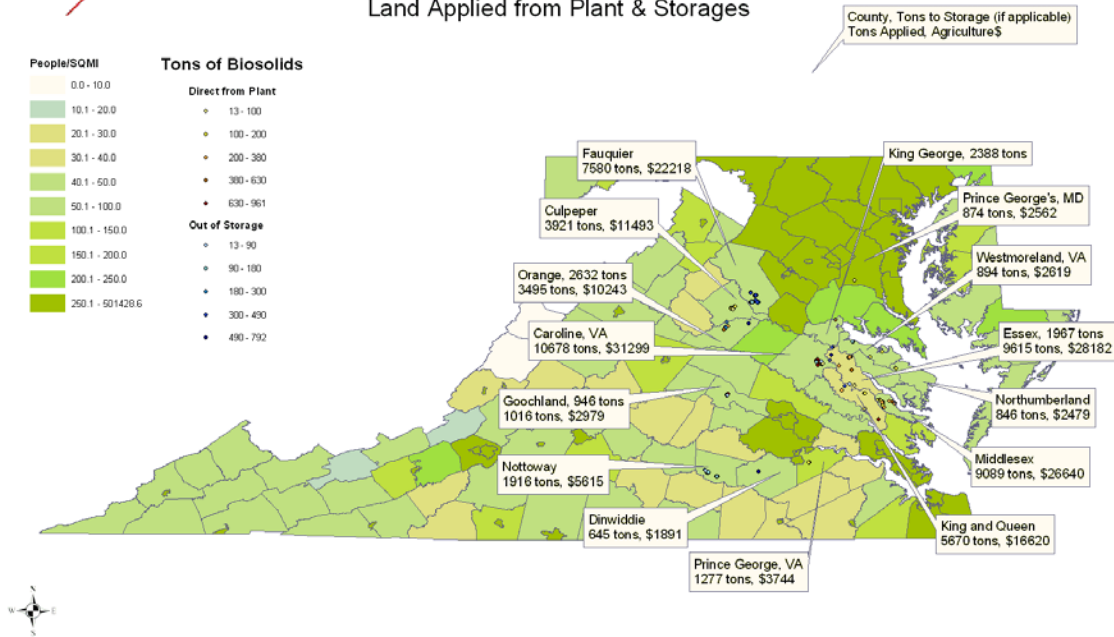 Land Applied from Plant & Storages
County, Tons to Storage (if applicable)
Tons Applied, Agriculture$
People/SQMI
0.0 - 10.0
10.1 - 20.0
20.1 - 30.0
30.1 - 40.0
40.1 - 50.0
50.1 - 100.0
100.1 - 150.0
150.1 - 200.0
200.1 - 250.0
250.1 - 501428.6
Tons of Biosolids
Direct from Plant
13 - 100
100 - 200
200 - 380
380 - 630
630 - 961
Out of Storage
13 - 90
90 - 180
180 - 300
300 - 490
490 - 792
Fauquier
7580 tons, $22218
King George, 2388 tons
Culpeper
3921 tons, $11493
Prince George's, MD
874 tons, $2562
Orange, 2632 tons
3495 tons, $10243
Westmoreland, VA
894 tons, $2619
Caroline, VA
10678 tons, $31299
Essex, 1967 tons
9615 tons, $28182
Goochland, 946 tons
1016 tons, $2979
Northumberland
846 tons, $2479
Nottoway
1916 tons, $5615
Middlesex
9089 tons, $26640
Dinwiddie
645 tons, $1891
King and Queen
5670 tons, $16620
Prince George, VA
1277 tons, $3744
N
W E
S